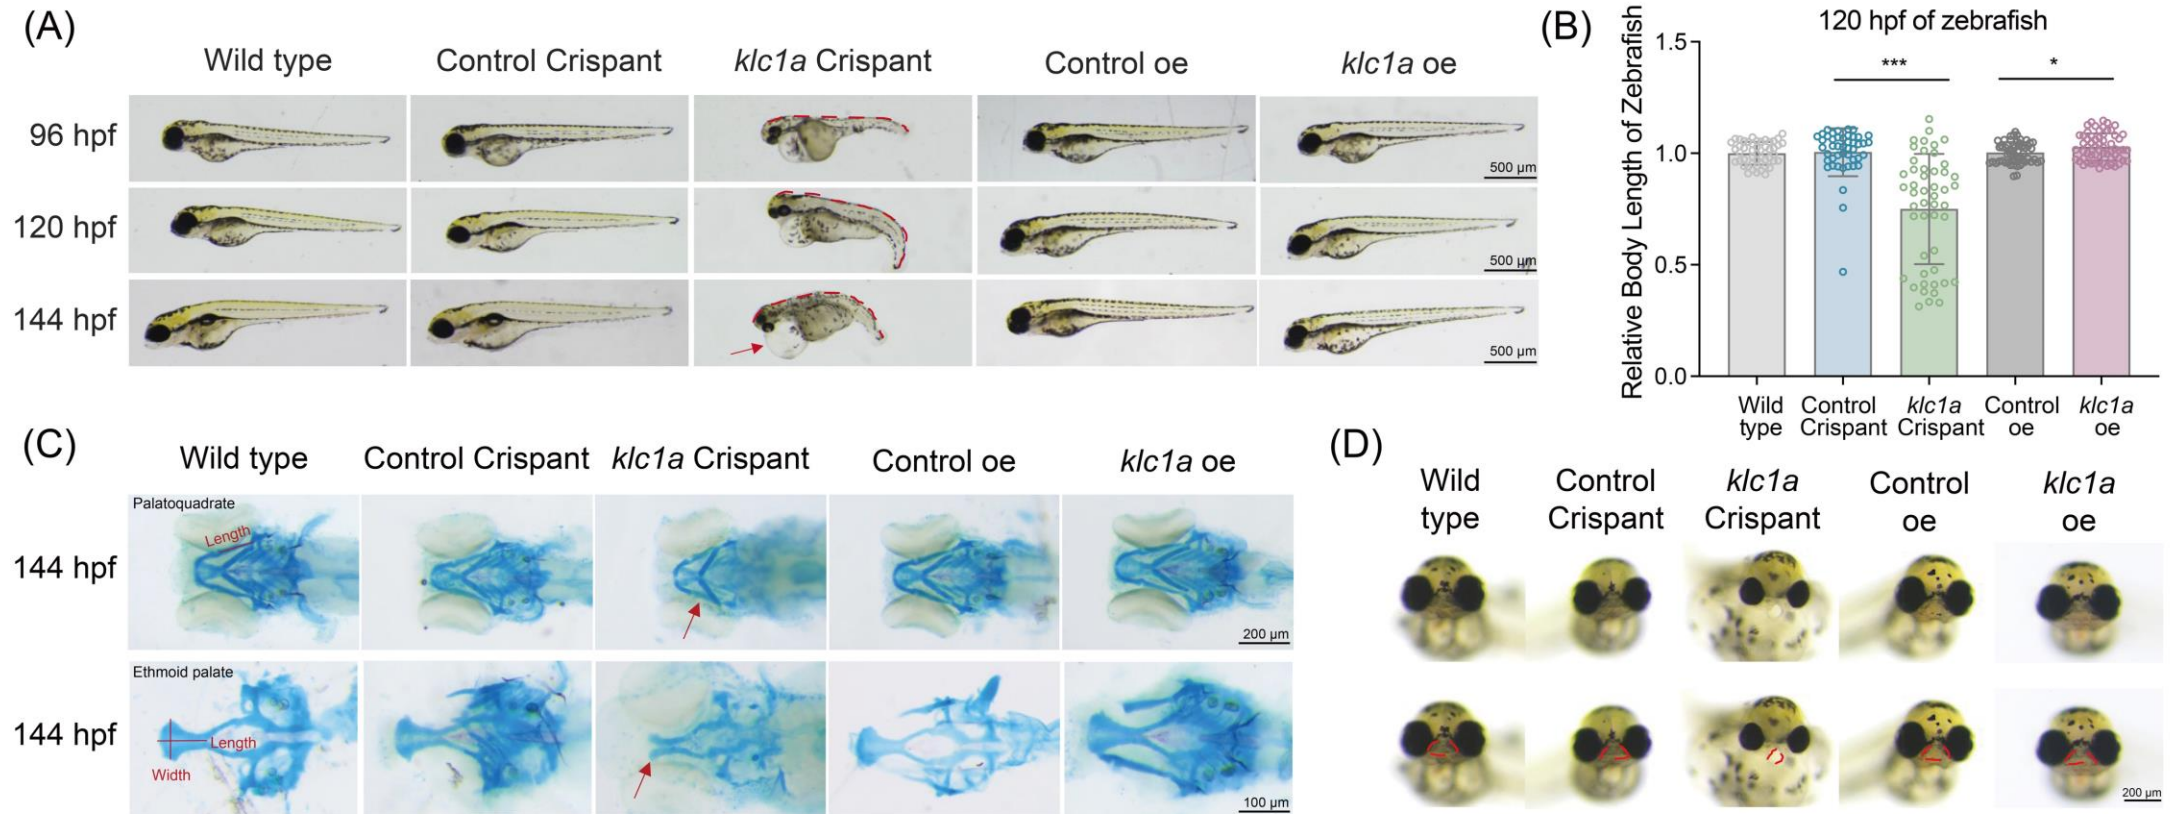 (A)
Wild type
Control Crispant
klc1a Crispant
Control oe
klc1a oe
96 hpf
500 µm
120 hpf
500 µm
144 hpf
500 µm
(B)
120 hpf of zebrafish
Relative Body Length of Zebrafish
1.5
1.0
0.5
0.0
***
*
Wild
type
Control
Crispant
klc1a
Crispant
Control
oe
klc1a
oe
(C)
Wild type
Control Crispant
klc1a Crispant
Control oe
klc1a oe
144 hpf
Palatoquadrate
Length
200 µm
144 hpf
Ethmoid palate
Length
Width
100 µm
(D)
Wild
type
Control
Crispant
klc1a
Crispant
Control
oe
klc1a
oe
200 µm